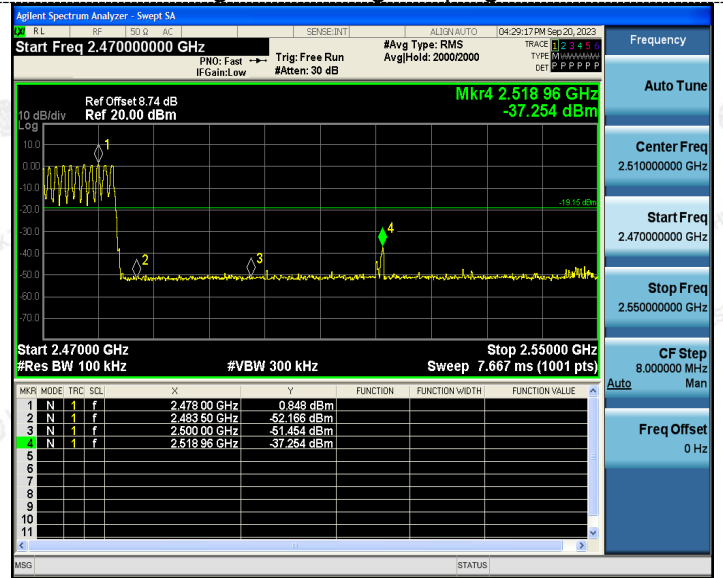 Agilent Spectrum Analyzer - Swept SA
LXI RL RF 50 Ω AC SENSE:INT ALIGN AUTO 04:29:17 PM Sep 20, 2023
Start Freq 2.470000000 GHz
PNO: Fast
IFGain:Low
Trig: Free Run
#Atten: 30 dB
#Avg Type: RMS
Avg|Hold: 2000/2000
TRACE 1 2 3 4 5 6
TYPE M
DET P P P P P P
Frequency
Auto Tune
Center Freq
2.510000000 GHz
Start Freq
2.470000000 GHz
Stop Freq
2.550000000 GHz
CF Step
8.000000 MHz
Auto Man
Freq Offset
0 Hz
Mkr4 2.518 96 GHz
-37.254 dBm
Ref Offset 8.74 dB
10 dB/div Ref 20.00 dBm
Log
10.0
0.00
-10.0
-20.0
-30.0
-40.0
-50.0
-60.0
-70.0
1
2
3
4
-19.15 dBm
Start 2.47000 GHz Stop 2.55000 GHz
#Res BW 100 kHz #VBW 300 kHz Sweep 7.667 ms (1001 pts)
MKR MODE TRC SCL X Y FUNCTION FUNCTION WIDTH FUNCTION VALUE
1 N 1 f 2.478 00 GHz 0.848 dBm
2 N 1 f 2.483 50 GHz -52.166 dBm
3 N 1 f 2.500 00 GHz -51.454 dBm
4 N 1 f 2.518 96 GHz -37.254 dBm
5
6
7
8
9
10
11
MSG STATUS